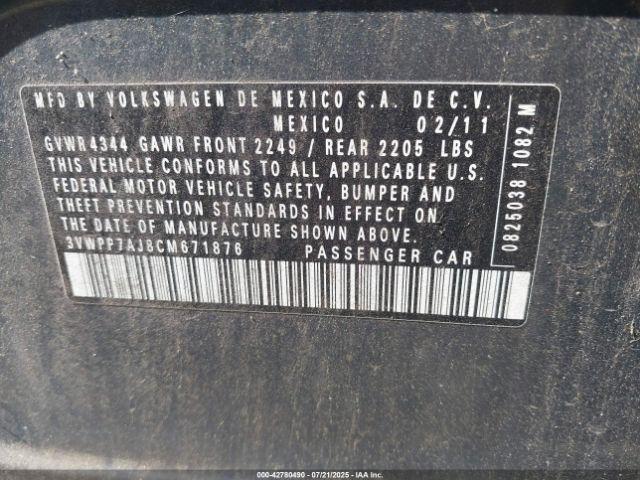 MFD BY VOLKSWAGEN DE MEXICO S.A. DE C.V.
MEXICO 02/11
GVWR 4344 GAWR FRONT 2249 / REAR 2205 LBS
THIS VEHICLE CONFORMS TO ALL APPLICABLE U.S.
FEDERAL MOTOR VEHICLE SAFETY, BUMPER AND
THEFT PREVENTION STANDARDS IN EFFECT ON
THE DATE OF MANUFACTURE SHOWN ABOVE.
3VWPP7AJ8CM671876 PASSENGER CAR
0825038 1082 M
000-42780490 - 07/21/2025 - IAA Inc.